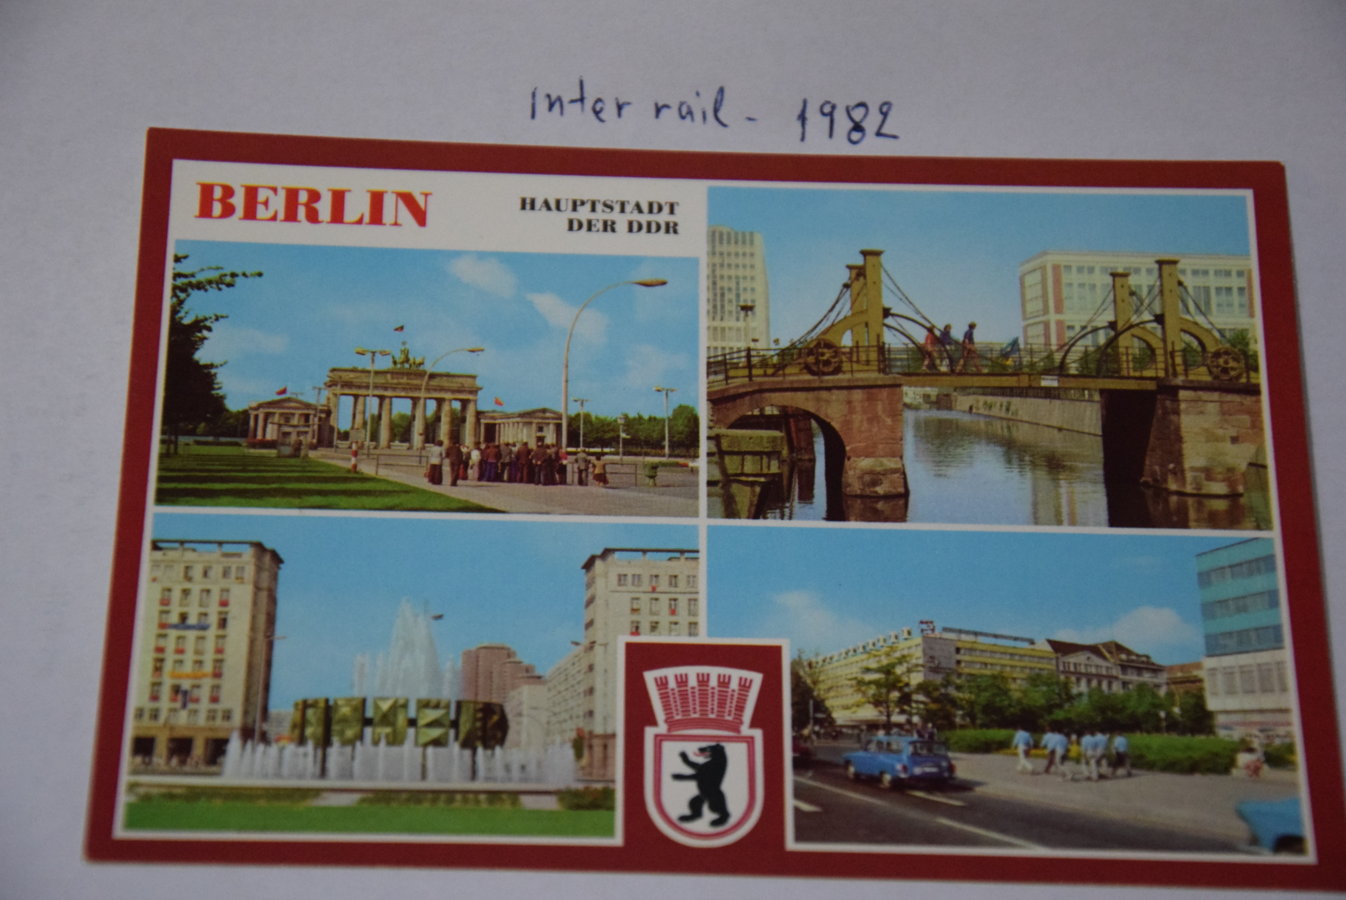 Inter rail - 1982
BERLIN
HAUPTSTADT
DER DDR